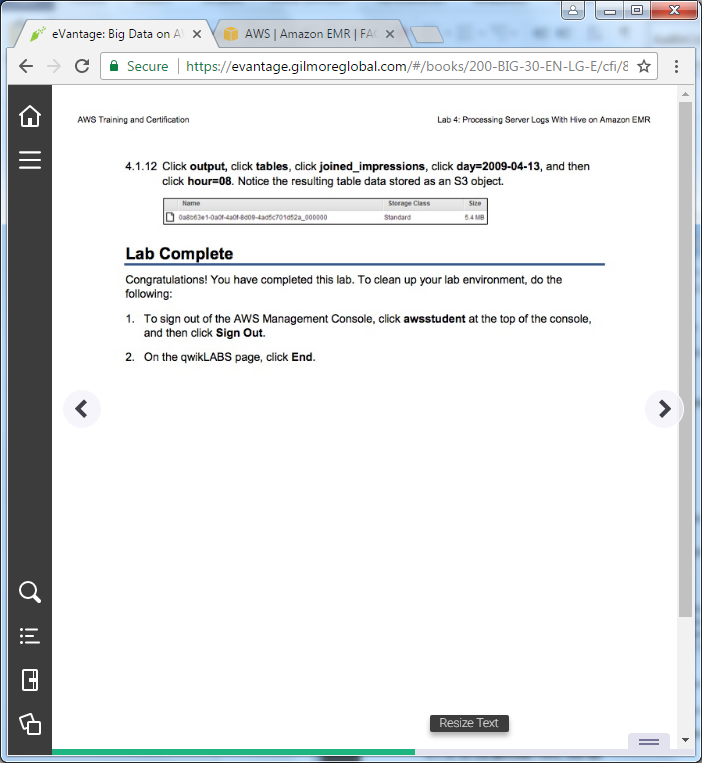 eVantage: Big Data on A
AWS | Amazon EMR | FA
Secure
https://evantage.gilmoreglobal.com/#/books/200-BIG-30-EN-LG-E/cfi/8
AWS Training and Certification
Lab 4: Processing Server Logs With Hive on Amazon EMR
4.1.12 Click output, click tables, click joined_impressions, click day=2009-04-13, and then
click hour=08. Notice the resulting table data stored as an S3 object.
Name Storage Class Size
0a8b63e1-0a0f-4a0f-8d09-4ad5c701d52a_000000 Standard 5.4 MB
Lab Complete
Congratulations! You have completed this lab. To clean up your lab environment, do the
following:
1. To sign out of the AWS Management Console, click awsstudent at the top of the console,
and then click Sign Out.
2. On the qwikLABS page, click End.
Resize Text